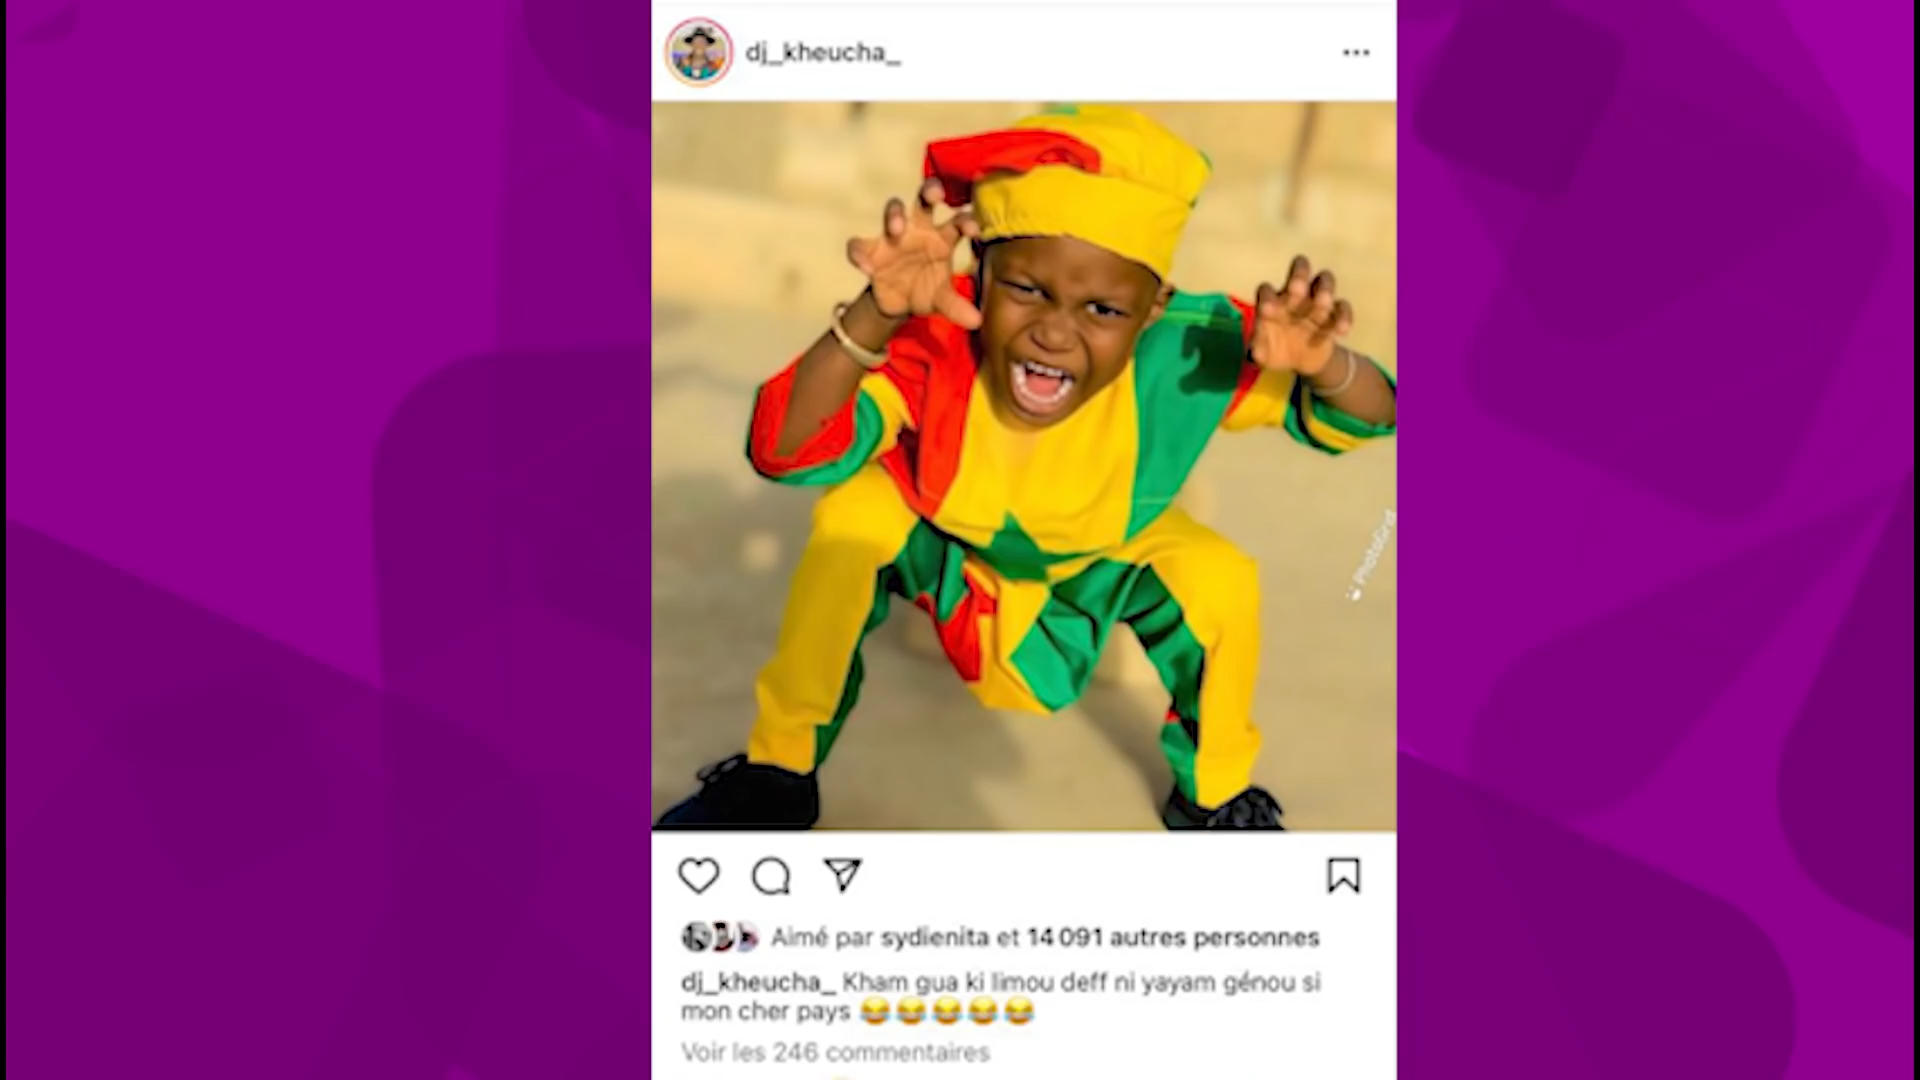 dj_kheucha_
PhotoGrid
Aimé par sydienita et 14 091 autres personnes
dj_kheucha_ Kham gua ki limou deff ni yayam génou si
mon cher pays 😂😂😂😂😂
Voir les 246 commentaires